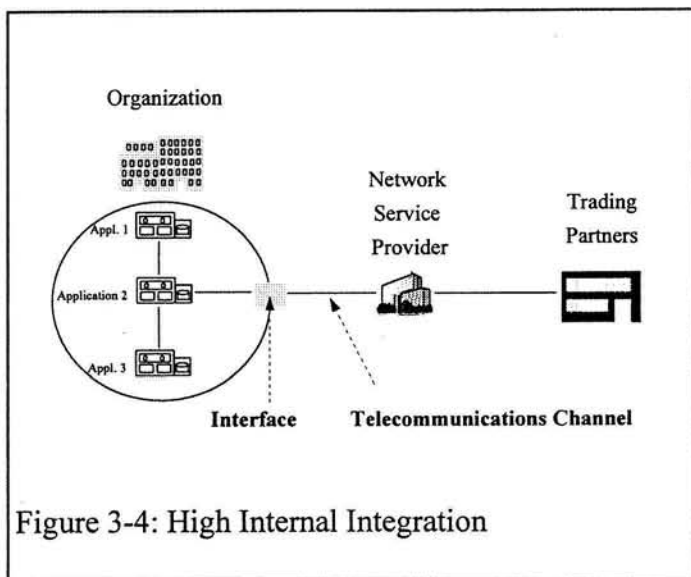 Organization
Network
Service
Provider
Trading
Partners
Appl. 1
Application 2
Appl. 3
Interface
Telecommunications Channel
Figure 3-4: High Internal Integration